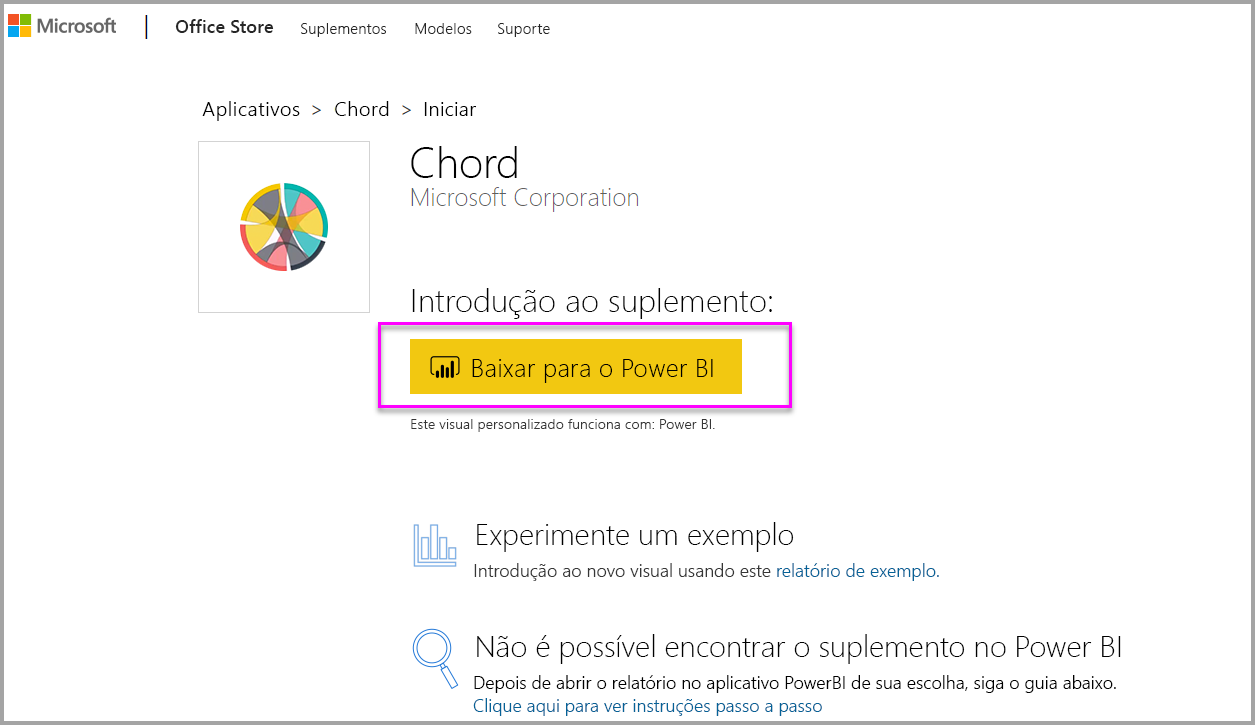 Microsoft | Office Store Suplementos Modelos Suporte
Aplicativos > Chord > Iniciar
Chord
Microsoft Corporation
Introdução ao suplemento:
Baixar para o Power BI
Este visual personalizado funciona com: Power BI.
Experimente um exemplo
Introdução ao novo visual usando este relatório de exemplo.
Não é possível encontrar o suplemento no Power BI
Depois de abrir o relatório no aplicativo PowerBI de sua escolha, siga o guia abaixo.
Clique aqui para ver instruções passo a passo